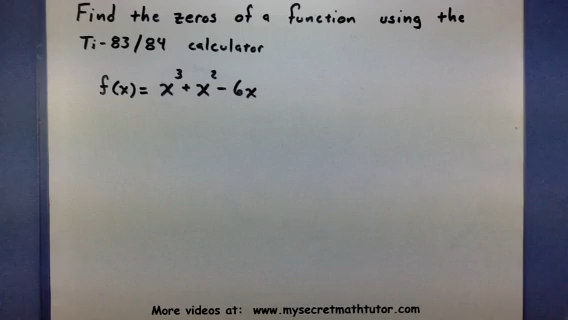 Find the zeros of a function using the
Ti-83/84 calculator
f(x)= x³+x²-6x
More videos at: www.mysecretmathtutor.com